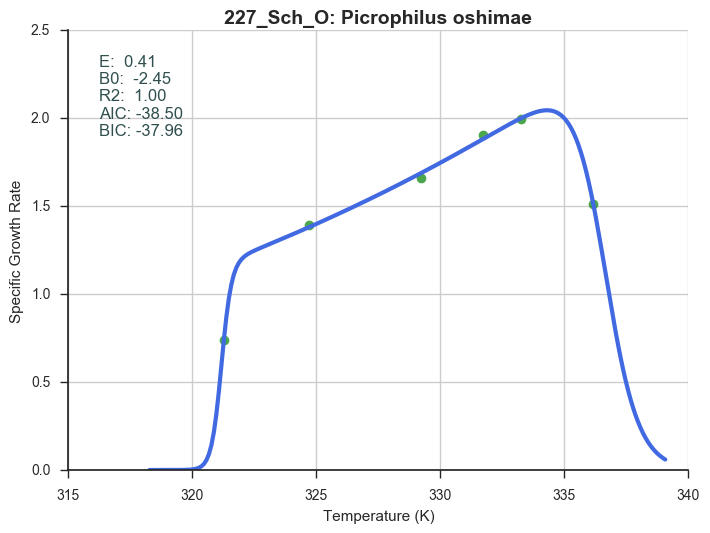 227_Sch_O: Picrophilus oshimae
E: 0.41
B0: -2.45
R2: 1.00
AIC: -38.50
BIC: -37.96
2.5
2.0
1.5
1.0
0.5
0.0
Specific Growth Rate
315 320 325 330 335 340
Temperature (K)